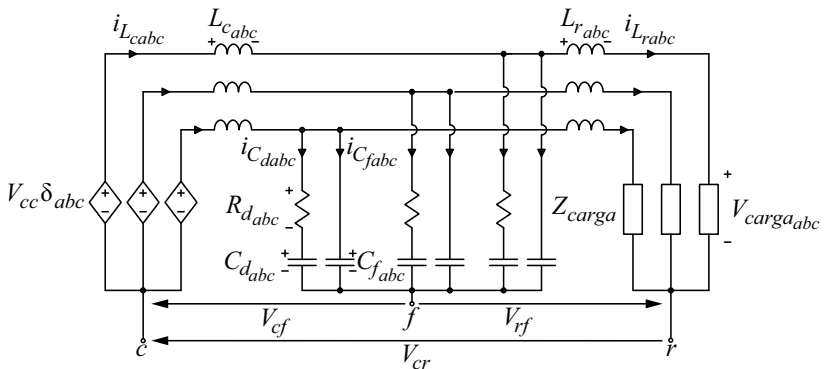 i_{L_{cabc}}
L_{c_{abc}}
L_{r_{abc}}
i_{L_{rabc}}
+ −
+ −
i_{C_{dabc}}
i_{C_{fabc}}
V_{cc}δ_{abc}
+ − + − + −
R_{d_{abc}}
+ −
Z_{carga}
+
V_{carga_{abc}}
−
C_{d_{abc}}
+ −
+ −
C_{f_{abc}}
V_{cf}
f
V_{rf}
c
V_{cr}
r